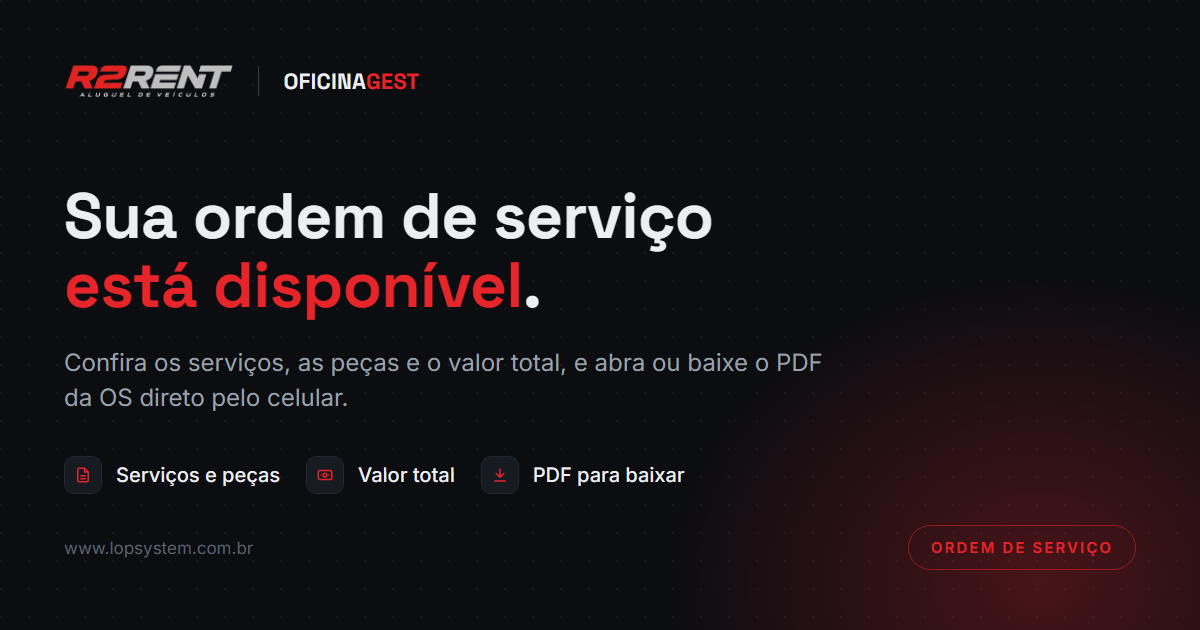 R2RENT
ALUGUEL DE VEÍCULOS
OFICINAGEST
Sua ordem de serviço
está disponível.
Confira os serviços, as peças e o valor total, e abra ou baixe o PDF
da OS direto pelo celular.
Serviços e peças
Valor total
PDF para baixar
www.lopsystem.com.br
ORDEM DE SERVIÇO